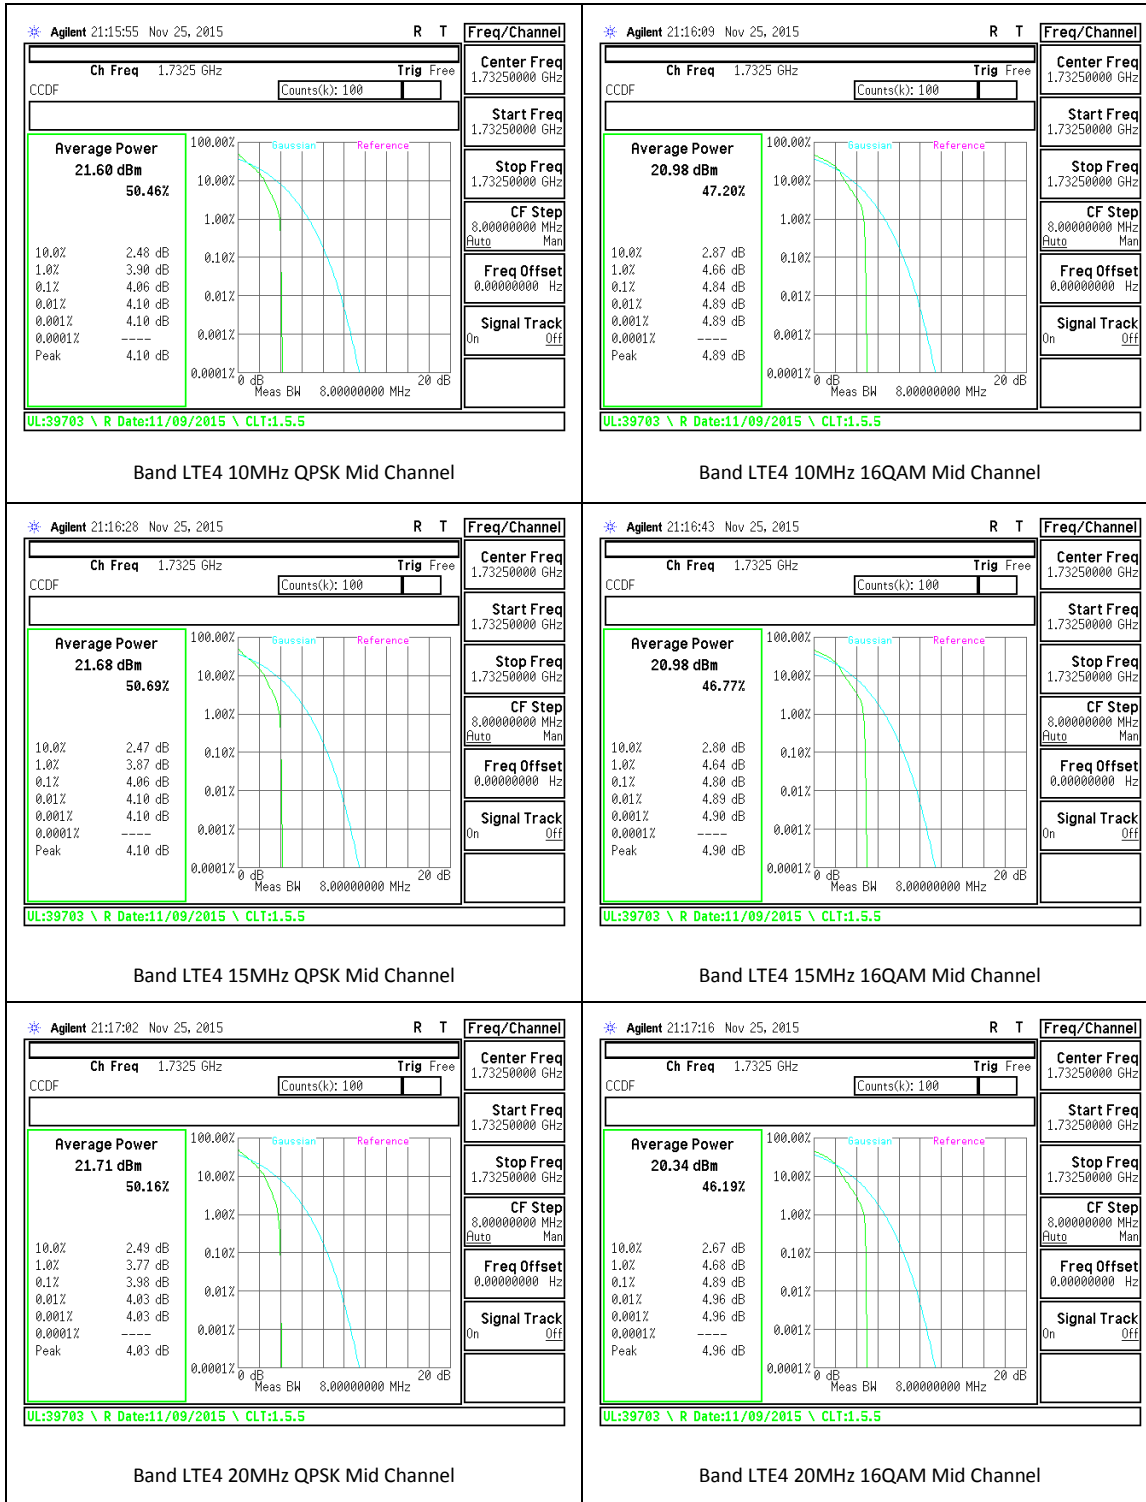 Agilent 21:15:55 Nov 25, 2015 R T Freq/Channel
Ch Freq 1.7325 GHz Trig Free
CCDF Counts(k): 100
Center Freq
1.73250000 GHz
Start Freq
1.73250000 GHz
Stop Freq
1.73250000 GHz
CF Step
8.00000000 MHz
Auto Man
Freq Offset
0.00000000 Hz
Signal Track
On Off
Average Power
21.60 dBm
50.46%
10.0% 2.48 dB
1.0% 3.90 dB
0.1% 4.06 dB
0.01% 4.10 dB
0.001% 4.10 dB
0.0001% ----
Peak 4.10 dB
Gaussian Reference
100.00%
10.00%
1.00%
0.10%
0.01%
0.001%
0.0001%
0 dB 20 dB
Meas BW 8.00000000 MHz
UL:39703 \ R Date:11/09/2015 \ CLT:1.5.5
Band LTE4 10MHz QPSK Mid Channel
Agilent 21:16:09 Nov 25, 2015 R T Freq/Channel
Ch Freq 1.7325 GHz Trig Free
CCDF Counts(k): 100
Center Freq
1.73250000 GHz
Start Freq
1.73250000 GHz
Stop Freq
1.73250000 GHz
CF Step
8.00000000 MHz
Auto Man
Freq Offset
0.00000000 Hz
Signal Track
On Off
Average Power
20.98 dBm
47.20%
10.0% 2.87 dB
1.0% 4.66 dB
0.1% 4.84 dB
0.01% 4.89 dB
0.001% 4.89 dB
0.0001% ----
Peak 4.89 dB
Gaussian Reference
100.00%
10.00%
1.00%
0.10%
0.01%
0.001%
0.0001%
0 dB 20 dB
Meas BW 8.00000000 MHz
UL:39703 \ R Date:11/09/2015 \ CLT:1.5.5
Band LTE4 10MHz 16QAM Mid Channel
Agilent 21:16:28 Nov 25, 2015 R T Freq/Channel
Ch Freq 1.7325 GHz Trig Free
CCDF Counts(k): 100
Center Freq
1.73250000 GHz
Start Freq
1.73250000 GHz
Stop Freq
1.73250000 GHz
CF Step
8.00000000 MHz
Auto Man
Freq Offset
0.00000000 Hz
Signal Track
On Off
Average Power
21.68 dBm
50.69%
10.0% 2.47 dB
1.0% 3.87 dB
0.1% 4.06 dB
0.01% 4.10 dB
0.001% 4.10 dB
0.0001% ----
Peak 4.10 dB
Gaussian Reference
100.00%
10.00%
1.00%
0.10%
0.01%
0.001%
0.0001%
0 dB 20 dB
Meas BW 8.00000000 MHz
UL:39703 \ R Date:11/09/2015 \ CLT:1.5.5
Band LTE4 15MHz QPSK Mid Channel
Agilent 21:16:43 Nov 25, 2015 R T Freq/Channel
Ch Freq 1.7325 GHz Trig Free
CCDF Counts(k): 100
Center Freq
1.73250000 GHz
Start Freq
1.73250000 GHz
Stop Freq
1.73250000 GHz
CF Step
8.00000000 MHz
Auto Man
Freq Offset
0.00000000 Hz
Signal Track
On Off
Average Power
20.98 dBm
46.77%
10.0% 2.80 dB
1.0% 4.64 dB
0.1% 4.80 dB
0.01% 4.89 dB
0.001% 4.90 dB
0.0001% ----
Peak 4.90 dB
Gaussian Reference
100.00%
10.00%
1.00%
0.10%
0.01%
0.001%
0.0001%
0 dB 20 dB
Meas BW 8.00000000 MHz
UL:39703 \ R Date:11/09/2015 \ CLT:1.5.5
Band LTE4 15MHz 16QAM Mid Channel
Agilent 21:17:02 Nov 25, 2015 R T Freq/Channel
Ch Freq 1.7325 GHz Trig Free
CCDF Counts(k): 100
Center Freq
1.73250000 GHz
Start Freq
1.73250000 GHz
Stop Freq
1.73250000 GHz
CF Step
8.00000000 MHz
Auto Man
Freq Offset
0.00000000 Hz
Signal Track
On Off
Average Power
21.71 dBm
50.16%
10.0% 2.49 dB
1.0% 3.77 dB
0.1% 3.98 dB
0.01% 4.03 dB
0.001% 4.03 dB
0.0001% ----
Peak 4.03 dB
Gaussian Reference
100.00%
10.00%
1.00%
0.10%
0.01%
0.001%
0.0001%
0 dB 20 dB
Meas BW 8.00000000 MHz
UL:39703 \ R Date:11/09/2015 \ CLT:1.5.5
Band LTE4 20MHz QPSK Mid Channel
Agilent 21:17:16 Nov 25, 2015 R T Freq/Channel
Ch Freq 1.7325 GHz Trig Free
CCDF Counts(k): 100
Center Freq
1.73250000 GHz
Start Freq
1.73250000 GHz
Stop Freq
1.73250000 GHz
CF Step
8.00000000 MHz
Auto Man
Freq Offset
0.00000000 Hz
Signal Track
On Off
Average Power
20.34 dBm
46.19%
10.0% 2.67 dB
1.0% 4.68 dB
0.1% 4.89 dB
0.01% 4.96 dB
0.001% 4.96 dB
0.0001% ----
Peak 4.96 dB
Gaussian Reference
100.00%
10.00%
1.00%
0.10%
0.01%
0.001%
0.0001%
0 dB 20 dB
Meas BW 8.00000000 MHz
UL:39703 \ R Date:11/09/2015 \ CLT:1.5.5
Band LTE4 20MHz 16QAM Mid Channel